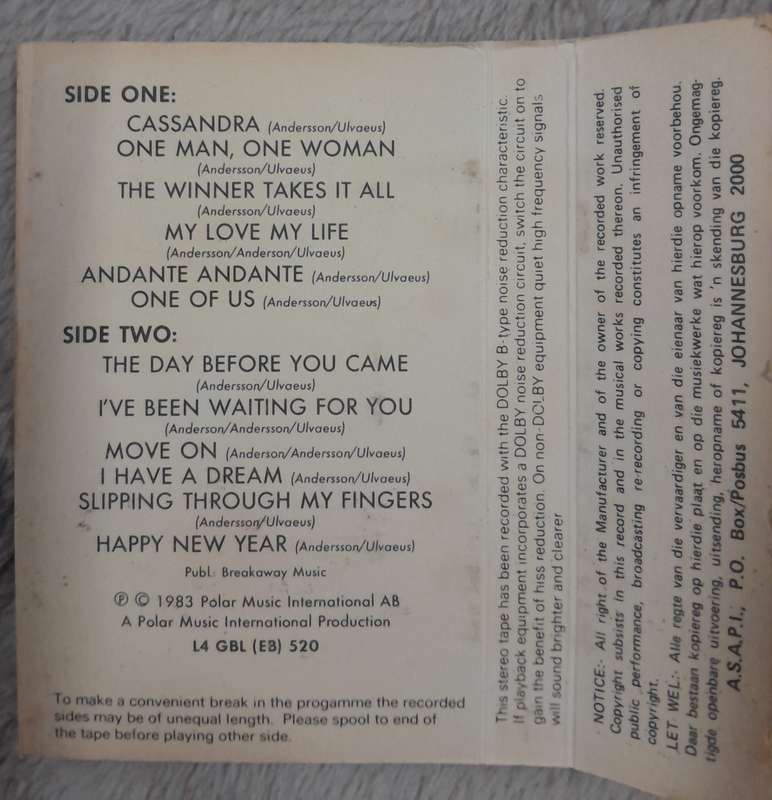 SIDE ONE:
CASSANDRA (Andersson/Ulvaeus)
ONE MAN, ONE WOMAN
(Andersson/Ulvaeus)
THE WINNER TAKES IT ALL
(Andersson/Ulvaeus)
MY LOVE MY LIFE
(Andersson/Anderson/Ulvaeus)
ANDANTE ANDANTE (Andersson/Ulvaeus)
ONE OF US (Andersson/Ulvaeus)
SIDE TWO:
THE DAY BEFORE YOU CAME
(Andersson/Ulvaeus)
I'VE BEEN WAITING FOR YOU
(Anderson/Andersson/Ulvaeus)
MOVE ON (Anderson/Andersson/Ulvaeus)
I HAVE A DREAM (Andersson/Ulvaeus)
SLIPPING THROUGH MY FINGERS
(Andersson/Ulvaeus)
HAPPY NEW YEAR (Andersson/Ulvaeus)
Publ: Breakaway Music
℗ © 1983 Polar Music International AB
A Polar Music International Production
L4 GBL (EB) 520
To make a convenient break in the progamme the recorded
sides may be of unequal length. Please spool to end of
the tape before playing other side.
This stereo tape has been recorded with the DOLBY B-type noise reduction characteristic.
If playback equipment incorporates a DOLBY noise reduction circuit, switch the circuit on to
gain the benefit of hiss reduction. On non-DOLBY equipment quiet high frequency signals
will sound brighter and clearer
NOTICE:- All right of the Manufacturer and of the owner of the recorded work reserved.
Copyright subsists in this record and in the musical works recorded thereon. Unauthorised
public performance, broadcasting re-recording or copying constitutes an infringement of
copyright.
LET WEL:- Alle regte van die vervaardiger en van die eienaar van hierdie opname voorbehou.
Daar bestaan kopiereg op hierdie plaat en op die musiekwerke wat hierop voorkom. Ongemag-
tigde openbare uitvoering, uitsending, heropname of kopiereg is 'n skending van die kopiereg.
A.S.A.P.I., P.O. Box/Posbus 5411, JOHANNESBURG 2000